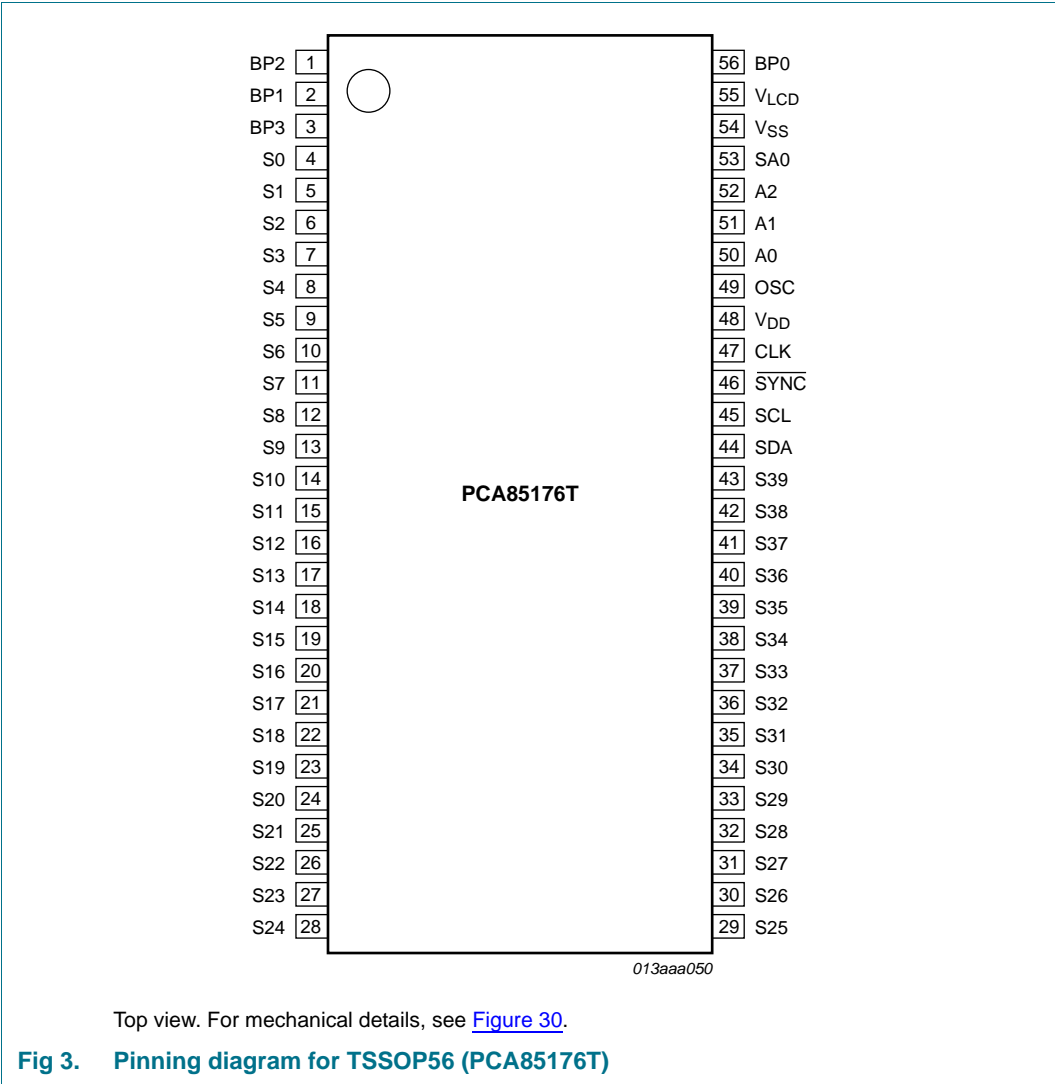 BP2 1 56 BP0
BP1 2 55 VLCD
BP3 3 54 VSS
S0 4 53 SA0
S1 5 52 A2
S2 6 51 A1
S3 7 50 A0
S4 8 49 OSC
S5 9 48 VDD
S6 10 47 CLK
S7 11 46 SYNC
S8 12 45 SCL
S9 13 44 SDA
S10 14 43 S39
PCA85176T
S11 15 42 S38
S12 16 41 S37
S13 17 40 S36
S14 18 39 S35
S15 19 38 S34
S16 20 37 S33
S17 21 36 S32
S18 22 35 S31
S19 23 34 S30
S20 24 33 S29
S21 25 32 S28
S22 26 31 S27
S23 27 30 S26
S24 28 29 S25
013aaa050
Top view. For mechanical details, see Figure 30.
Fig 3. Pinning diagram for TSSOP56 (PCA85176T)